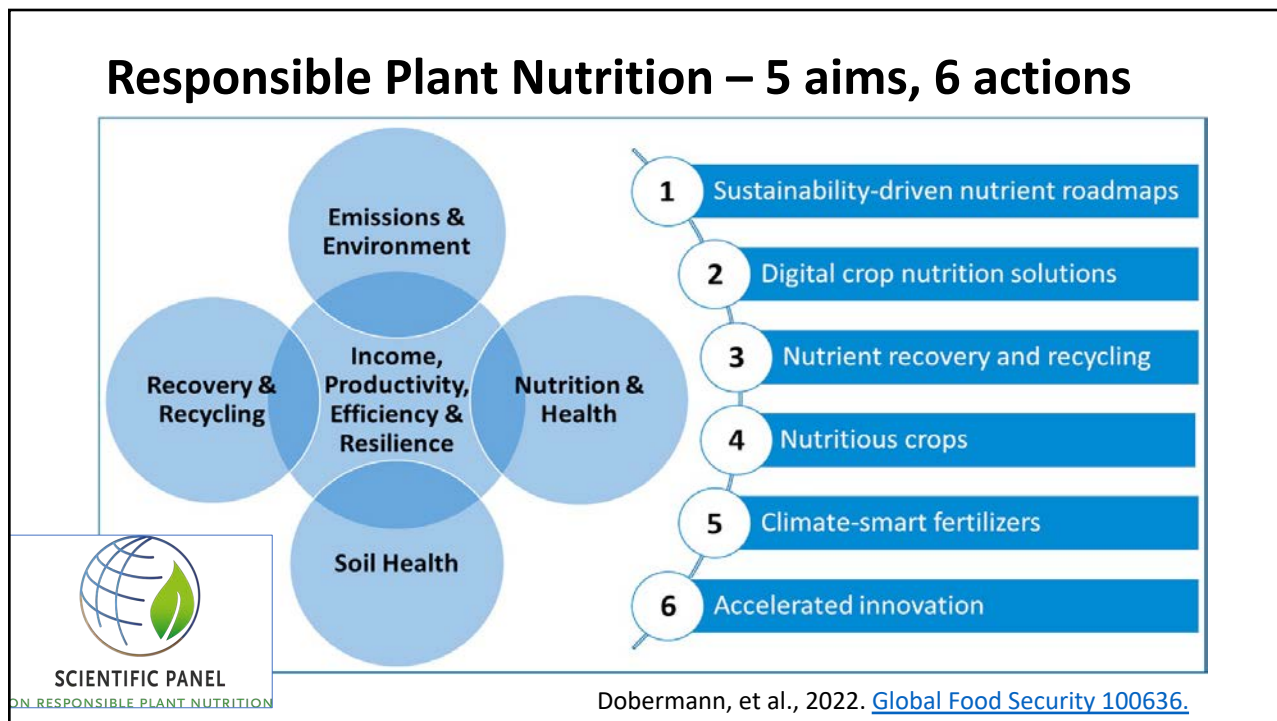 Responsible Plant Nutrition – 5 aims, 6 actions
Emissions &
Environment
Recovery &
Recycling
Income,
Productivity,
Efficiency &
Resilience
Nutrition &
Health
Soil Health
1 Sustainability-driven nutrient roadmaps
2 Digital crop nutrition solutions
3 Nutrient recovery and recycling
4 Nutritious crops
5 Climate-smart fertilizers
6 Accelerated innovation
SCIENTIFIC PANEL
ON RESPONSIBLE PLANT NUTRITION
Dobermann, et al., 2022. Global Food Security 100636.